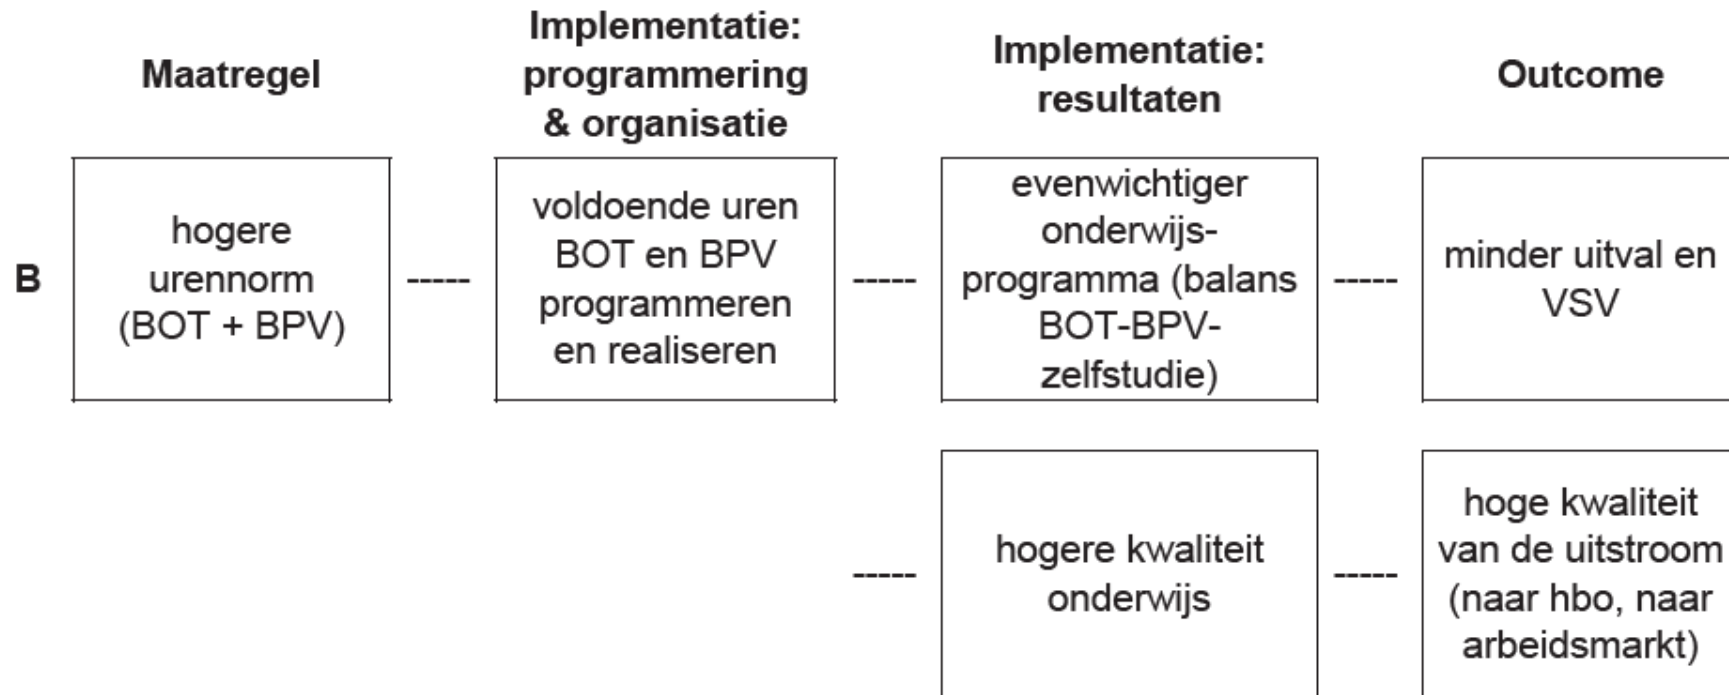 Maatregel
Implementatie:
programmering
& organisatie
Implementatie:
resultaten
Outcome
B
hogere
urennorm
(BOT + BPV)
-----
voldoende uren
BOT en BPV
programmeren
en realiseren
-----
evenwichtiger
onderwijs-
programma (balans
BOT-BPV-
zelfstudie)
-----
minder uitval en
VSV
-----
hogere kwaliteit
onderwijs
-----
hoge kwaliteit
van de uitstroom
(naar hbo, naar
arbeidsmarkt)